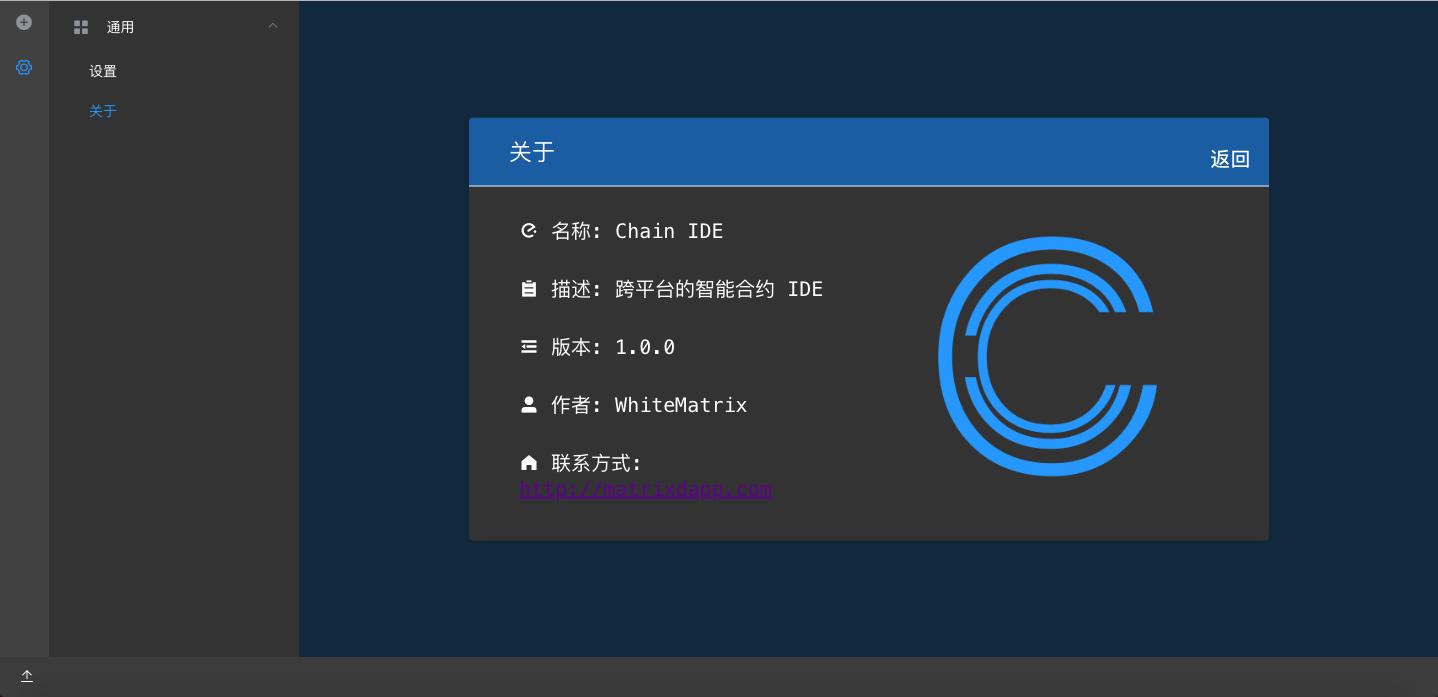 通用
设置
关于
关于
返回
名称: Chain IDE
描述: 跨平台的智能合约 IDE
版本: 1.0.0
作者: WhiteMatrix
联系方式:
http://matrixdapp.com